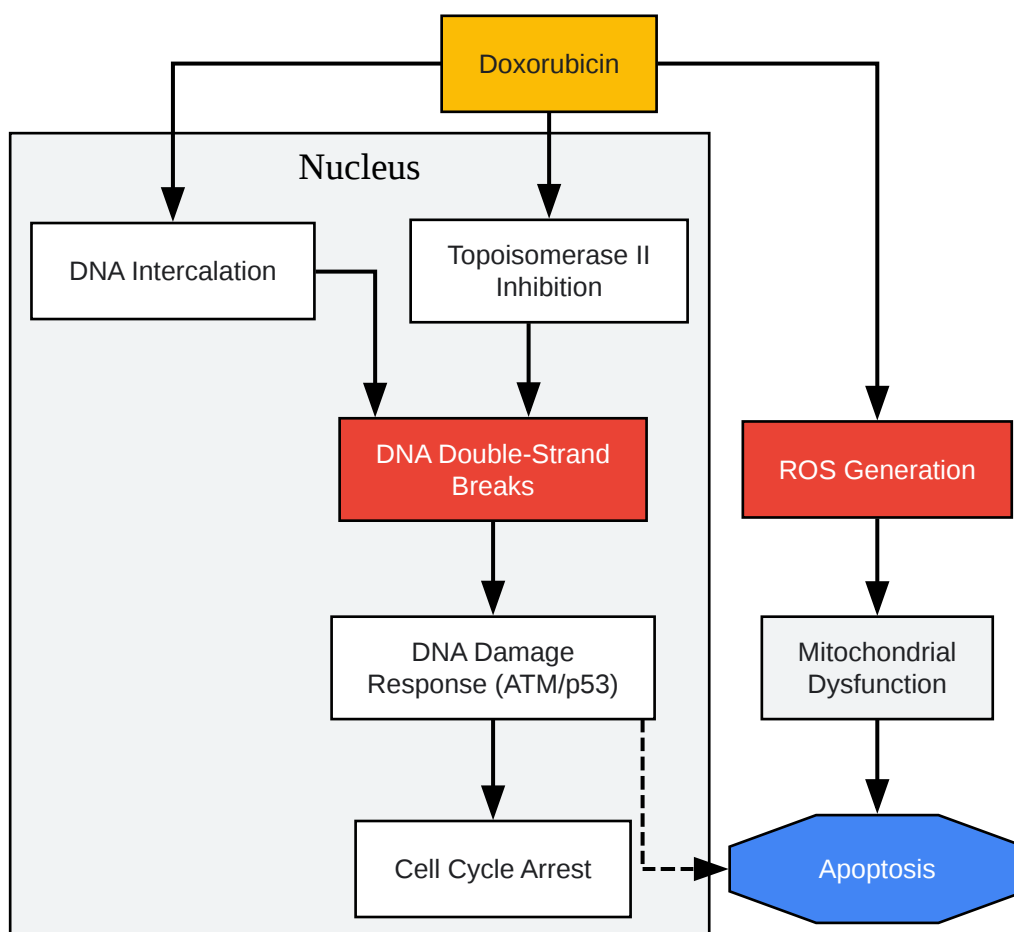 Doxorubicin
Nucleus
DNA Intercalation
Topoisomerase II
Inhibition
DNA Double-Strand
Breaks
ROS Generation
DNA Damage
Response (ATM/p53)
Mitochondrial
Dysfunction
Cell Cycle Arrest
Apoptosis